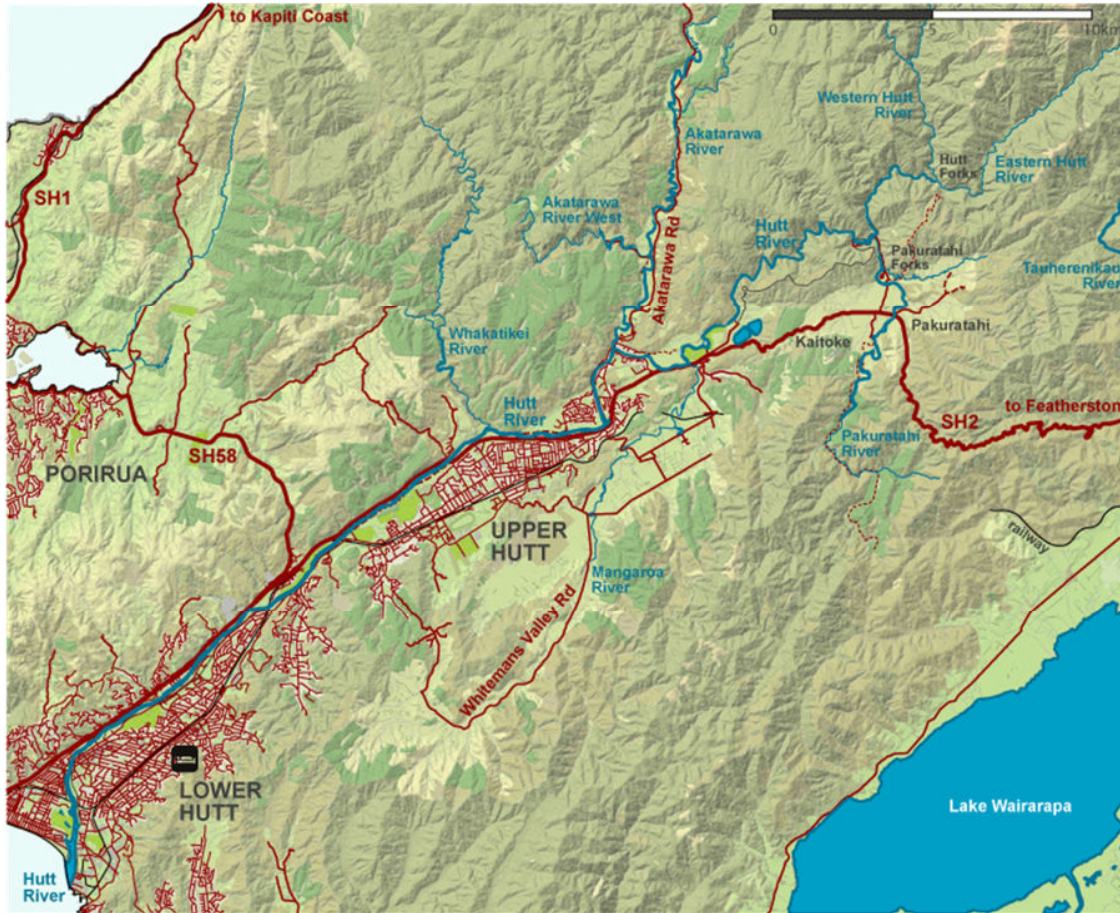 to Kapiti Coast
0
5
10km
Western Hutt
River
Akatarawa
River
Hutt
Forks
Eastern Hutt
River
SH1
Akatarawa
River West
Hutt
River
Akatarawa Rd
Pakuratahi
Forks
Tauherenikau
River
Whakatikei
River
Kaitoke
Pakuratahi
Hutt
River
to Featherston
SH2
SH58
Pakuratahi
River
PORIRUA
UPPER
HUTT
railway
Mangaroa
River
Whitemans Valley Rd
LOWER
HUTT
Lake Wairarapa
Hutt
River